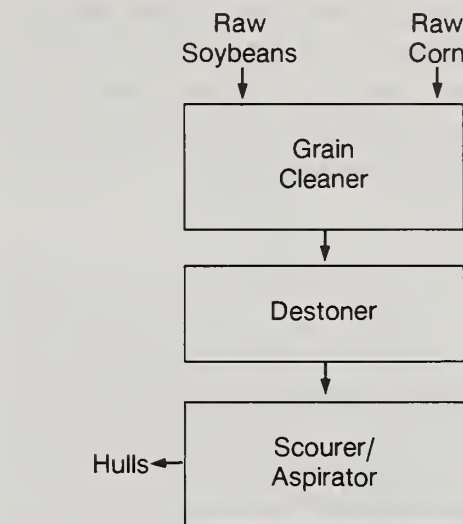 Raw
Soybeans
Raw
Corn
Grain
Cleaner
Destoner
Scourer/
Aspirator
Hulls